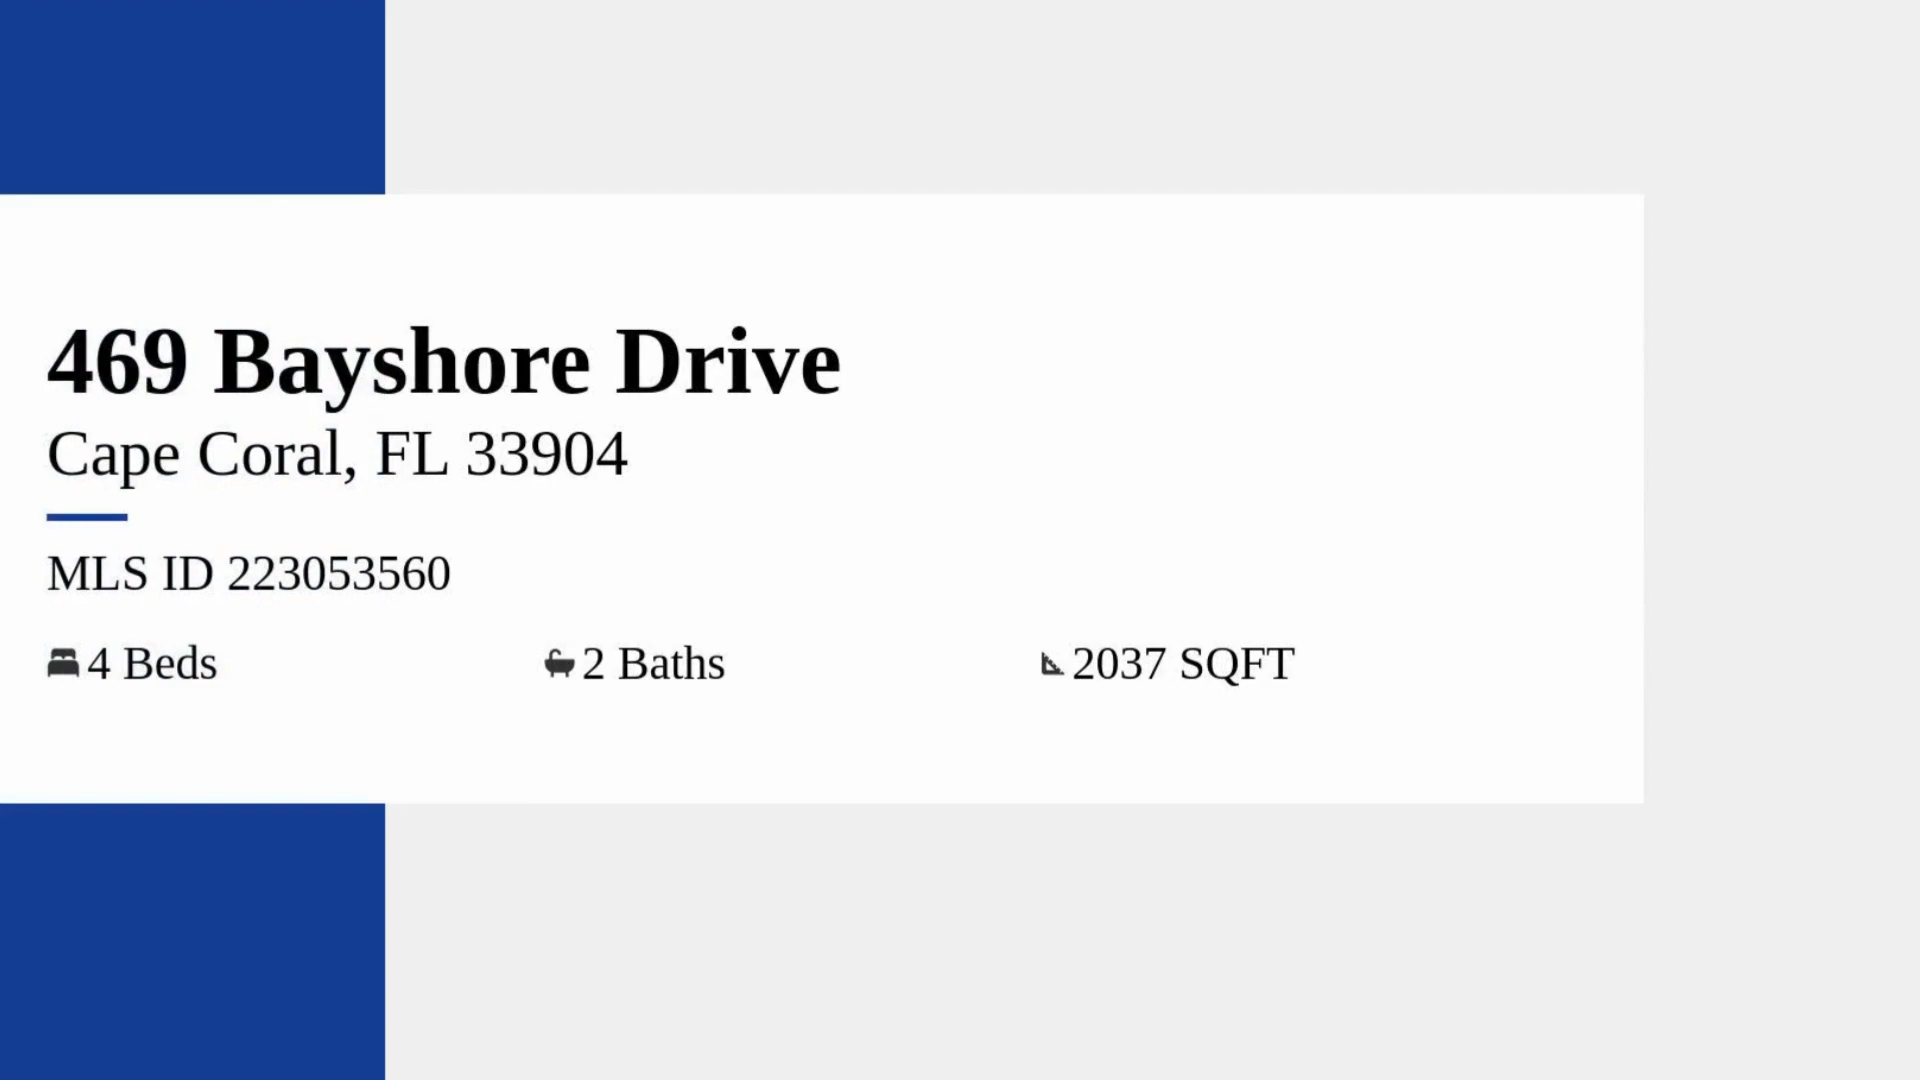 469 Bayshore Drive
Cape Coral, FL 33904
MLS ID 223053560
4 Beds 2 Baths 2037 SQFT